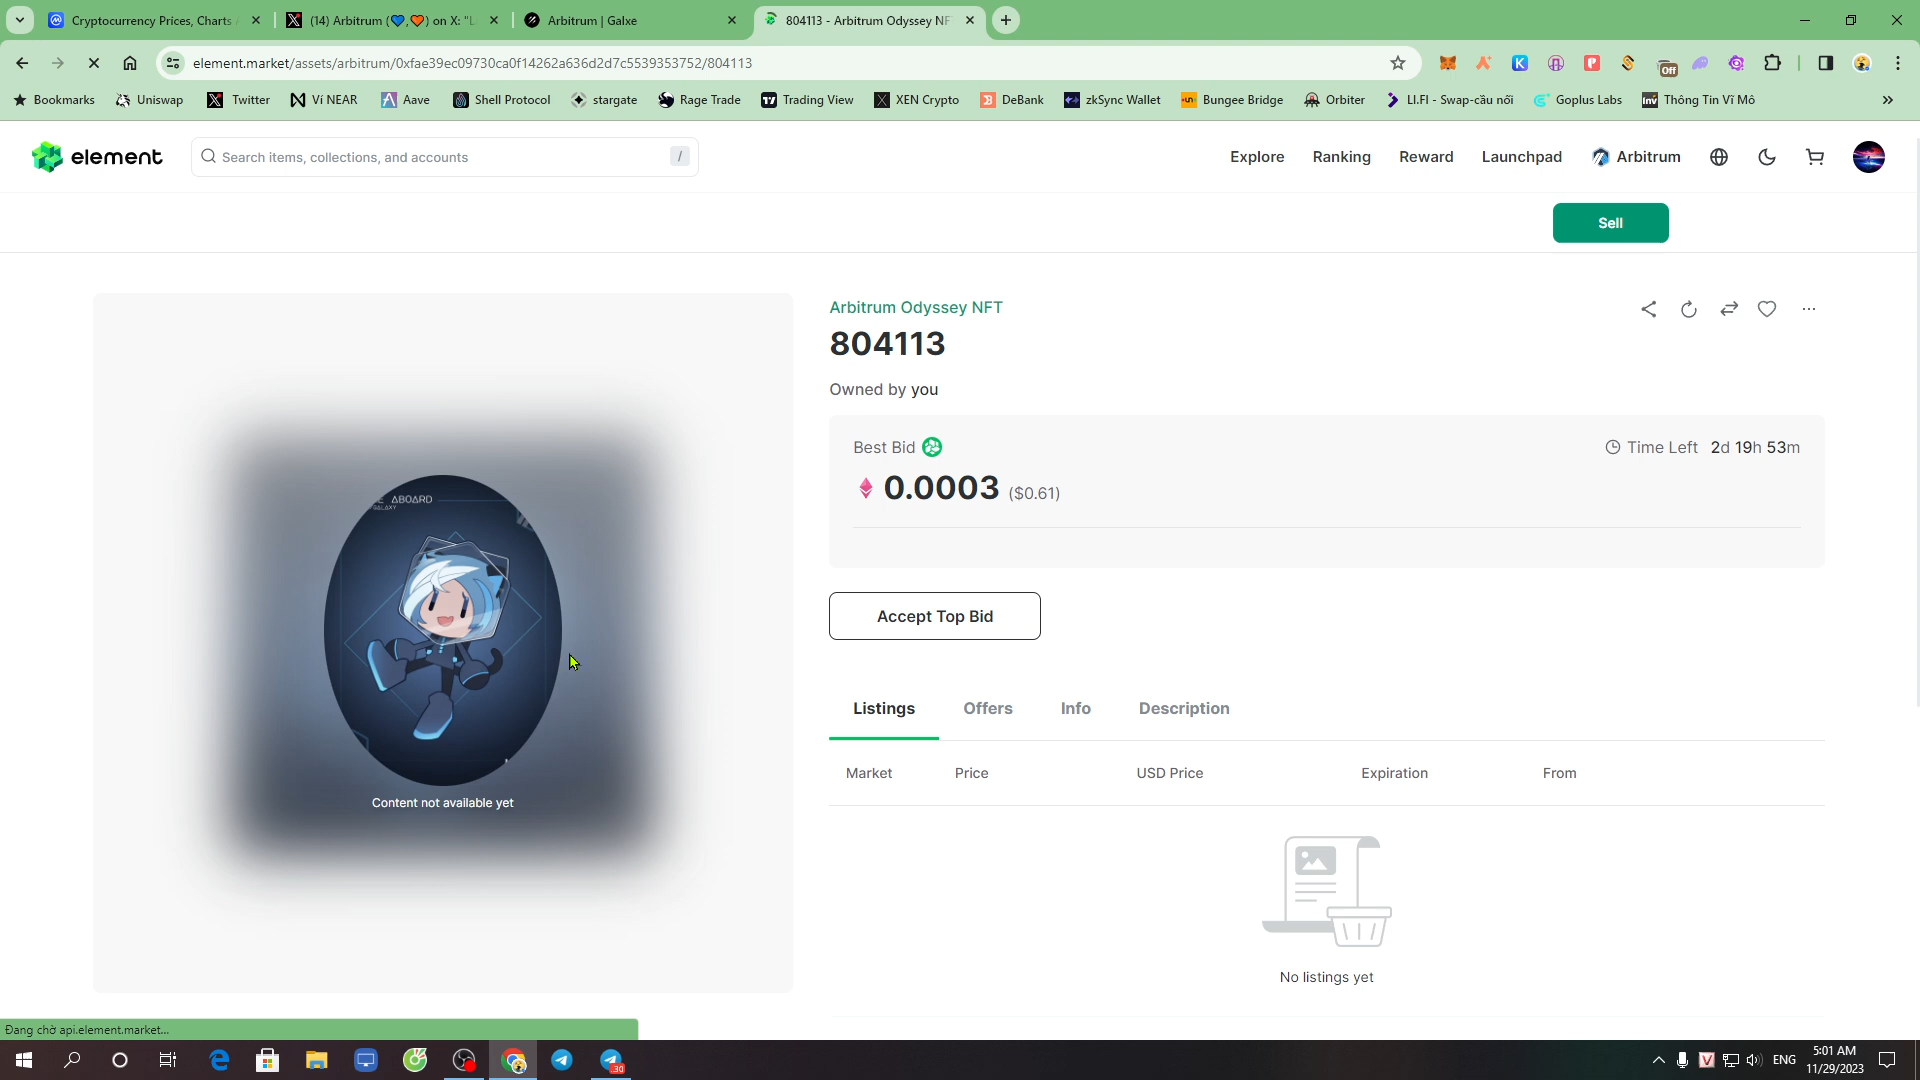 Cryptocurrency Prices, Charts
(14) Arbitrum (💙,🧡) on X: "L
Arbitrum | Galxe
804113 - Arbitrum Odyssey NF
element.market/assets/arbitrum/0xfae39ec09730ca0f14262a636d2d7c5539353752/804113
Off
Bookmarks
Uniswap
Twitter
Ví NEAR
Aave
Shell Protocol
stargate
Rage Trade
Trading View
XEN Crypto
DeBank
zkSync Wallet
Bungee Bridge
Orbiter
LI.FI - Swap-cầu nối
Goplus Labs
Thông Tin Vĩ Mô
element
Search items, collections, and accounts
/
Explore
Ranking
Reward
Launchpad
Arbitrum
Sell
ABOARD
GALAXY
Content not available yet
Arbitrum Odyssey NFT
804113
Owned by you
Best Bid
Time Left 2d 19h 53m
0.0003 ($0.61)
Accept Top Bid
Listings
Offers
Info
Description
Market
Price
USD Price
Expiration
From
No listings yet
Đang chờ api.element.market...
30
ENG
5:01 AM
11/29/2023